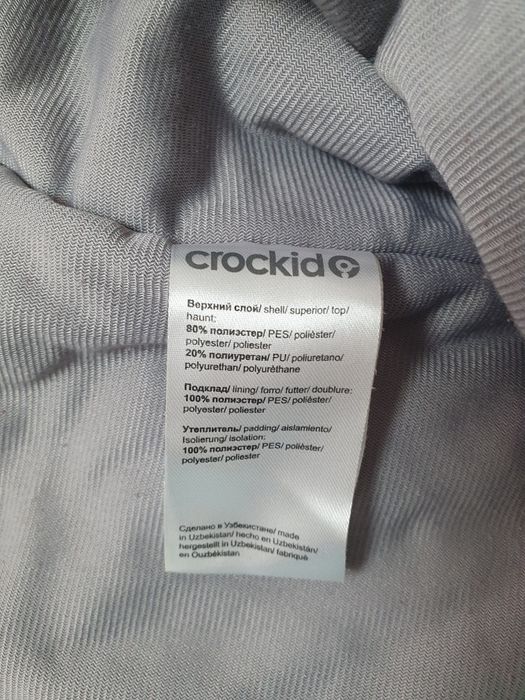 crockid
Верхний слой/ shell/ superior/ top/
haunt:
80% полиэстер/ PES/ poliéster/
polyester/ poliester
20% полиуретан/ PU/ poliuretano/
polyurethan/ polyuréthane
Подклад/ lining/ forro/ futter/ doublure:
100% полиэстер/ PES/ poliéster/
polyester/ poliester
Утеплитель/ padding/ aislamiento/
Isolierung/ isolation:
100% полиэстер/ PES/ poliéster/
polyester/ poliester
Сделано в Узбекистане/ made
in Uzbekistan/ hecho en Uzbekistán/
hergestellt in Uzbekistan/ fabriqué
en Ouzbékistan